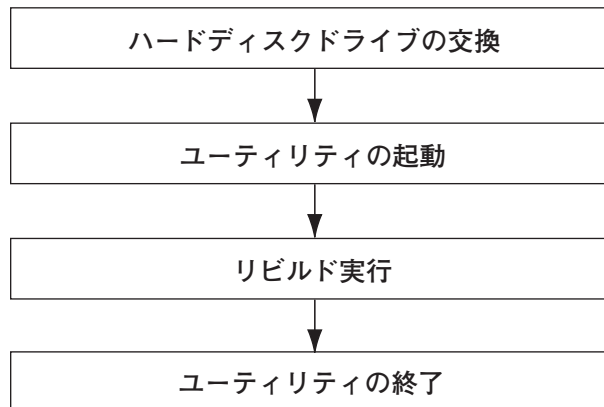 ハードディスクドライブの交換
ユーティリティの起動
リビルド実行
ユーティリティの終了